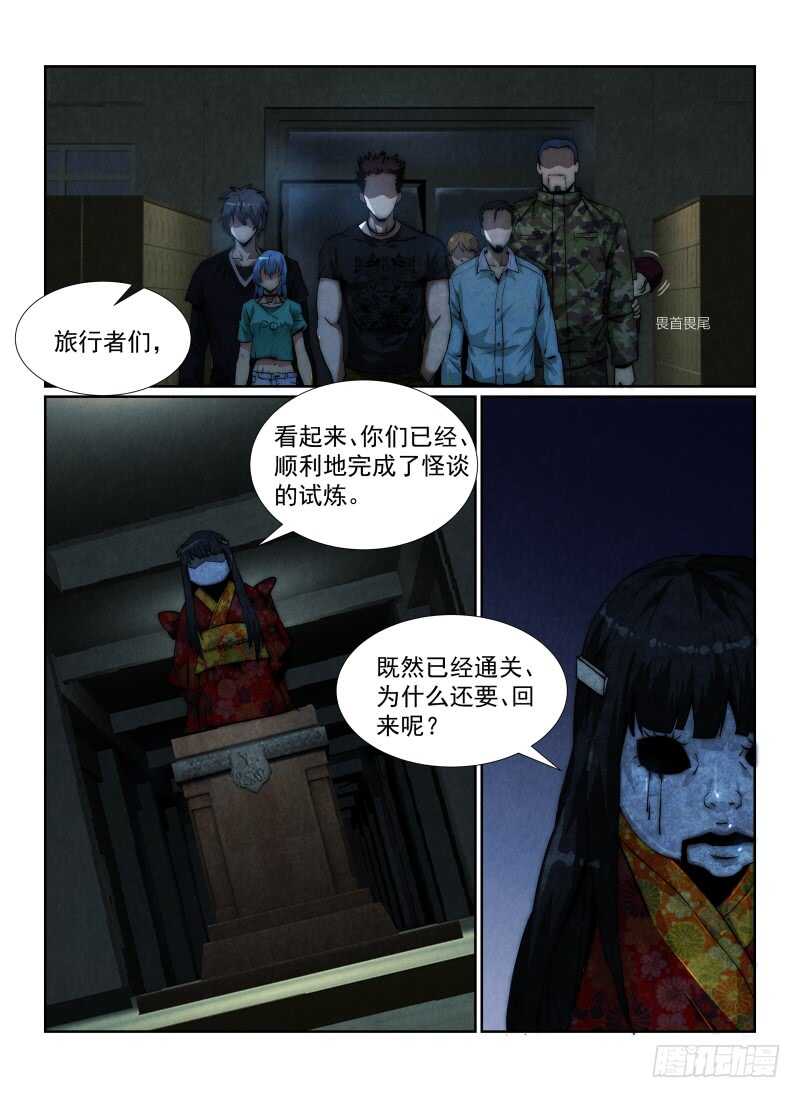 旅行者们，
畏首畏尾
看起来、你们已经、
顺利地完成了怪谈
的试炼。
既然已经通关、
为什么还要、回
来呢？
腾讯动漫